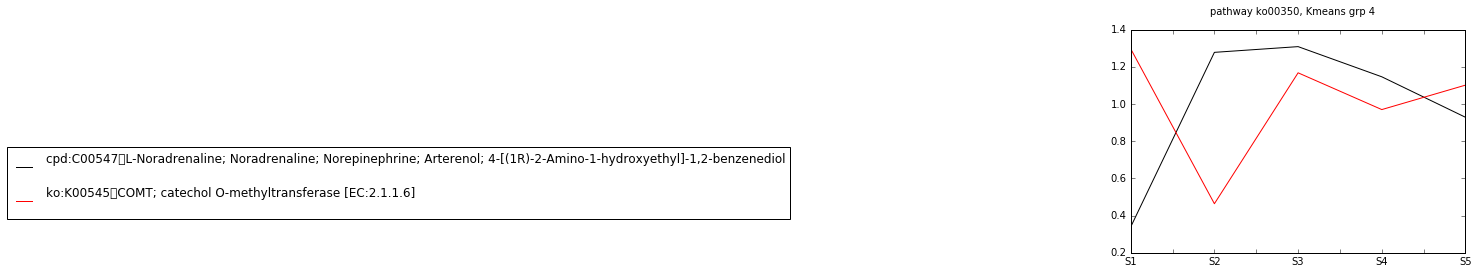 pathway ko00350, Kmeans grp 4
cpd:C00547▯L-Noradrenaline; Noradrenaline; Norepinephrine; Arterenol; 4-[(1R)-2-Amino-1-hydroxyethyl]-1,2-benzenediol
ko:K00545▯COMT; catechol O-methyltransferase [EC:2.1.1.6]
1.4
1.2
1.0
0.8
0.6
0.4
0.2
S1 S2 S3 S4 S5